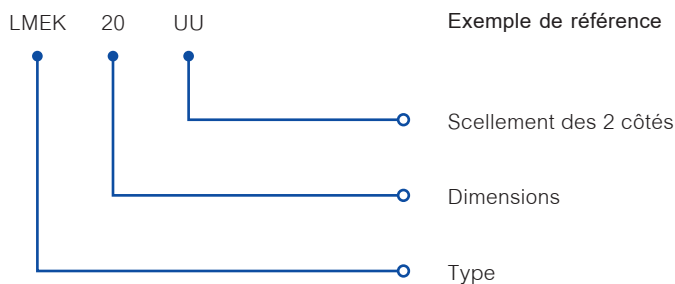 LMEK 20 UU Exemple de référence
Scellement des 2 côtés
Dimensions
Type